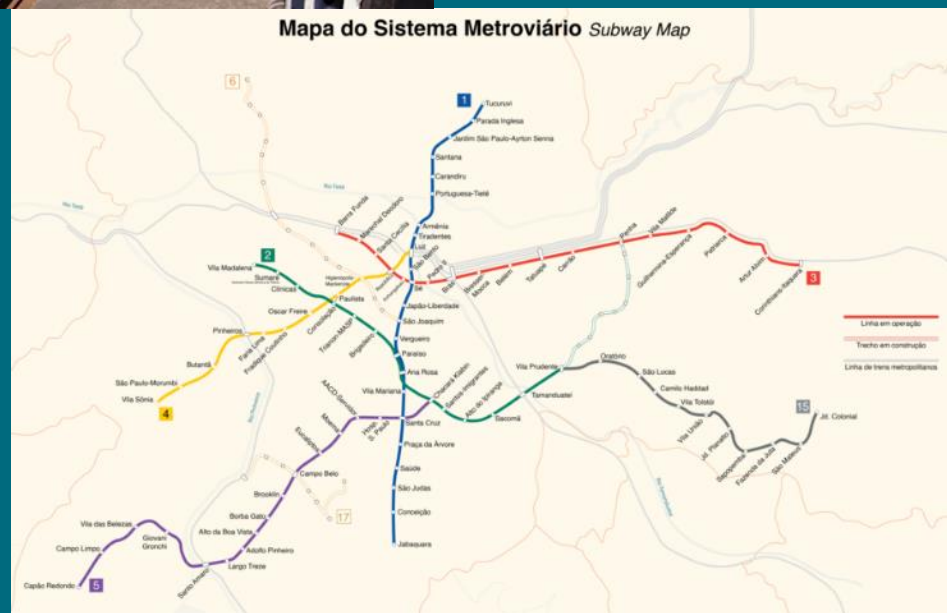 Mapa do Sistema Metroviário Subway Map
6
1
Tucuruvi
Parada Inglesa
Jardim São Paulo-Ayrton Senna
Santana
Carandiru
Portuguesa-Tietê
Armênia
Tiradentes
Luz
São Bento
Sé
Japão-Liberdade
São Joaquim
Vergueiro
Paraíso
Ana Rosa
Vila Mariana
Santa Cruz
Praça da Árvore
Saúde
São Judas
Conceição
Jabaquara
Rio Tietê
Rio Tietê
Barra Funda
Marechal Deodoro
Santa Cecília
Pedro II
Brás
Bresser
Mooca
Belém
Tatuapé
Carrão
Penha
Vila Matilde
Guilhermina-Esperança
Patriarca
Artur Alvim
Corinthians-Itaquera
3
2
Vila Madalena
Sumaré
Clínicas
Consolação
Trianon-MASP
Brigadeiro
Chácara Klabin
Santos-Imigrantes
Alto do Ipiranga
Sacomã
Tamanduateí
Vila Prudente
Higienópolis
Mackenzie
Paulista
Oscar Freire
Fradique Coutinho
Faria Lima
Pinheiros
Butantã
São Paulo-Morumbi
Vila Sônia
4
Oratório
São Lucas
Camilo Haddad
Vila Tolstói
Vila União
Jd. Planalto
Sapopemba
Fazenda da Juta
São Mateus
15
Jd. Colonial
AACD-Servidor
Hosp.
S. Paulo
Moema
Eucaliptos
Campo Belo
Brooklin
Borba Gato
Alto da Boa Vista
Adolfo Pinheiro
Largo Treze
Santo Amaro
Giovani
Gronchi
Vila das Belezas
Campo Limpo
Capão Redondo
5
17
Linha em operação
Trecho em construção
Linha de trens metropolitanos